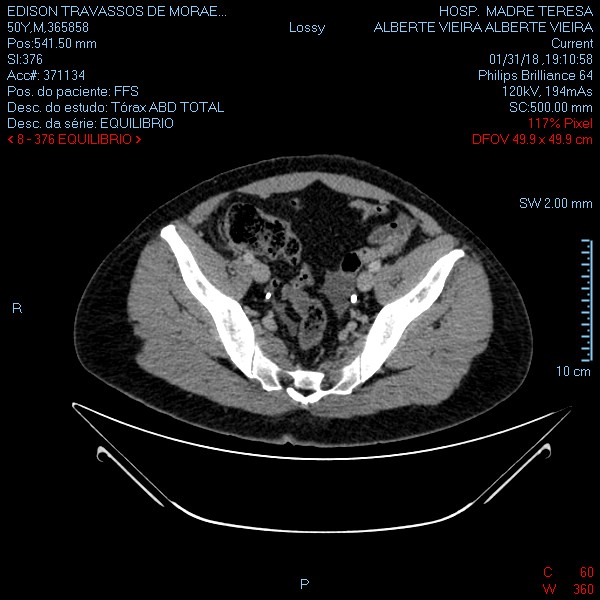 EDISON TRAVASSOS DE MORAE...
50Y,M,365858
Pos:541.50 mm
SI:376
Acc#: 371134
Pos. do paciente: FFS
Desc. do estudo: Tórax ABD TOTAL
Desc. da série: EQUILIBRIO
< 8 - 376 EQUILIBRIO >
Lossy
HOSP. MADRE TERESA
ALBERTE VIEIRA ALBERTE VIEIRA
Current
01/31/18 ,19:10:58
Philips Brilliance 64
120kV, 194mAs
SC:500.00 mm
117% Pixel
DFOV 49.9 x 49.9 cm
SW 2.00 mm
R
10 cm
P
C 60
W 360